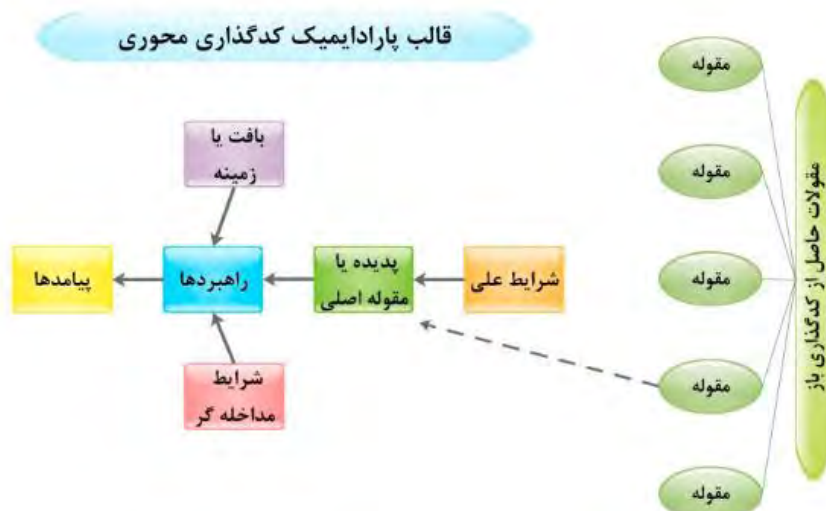 قالب پارادایمیک کدگذاری محوری
مقولات حاصل از کدگذاری باز
مقوله
مقوله
مقوله
مقوله
مقوله
شرایط علی
پدیده یا
مقوله اصلی
بافت یا
زمینه
راهبردها
شرایط
مداخله گر
پیامدها